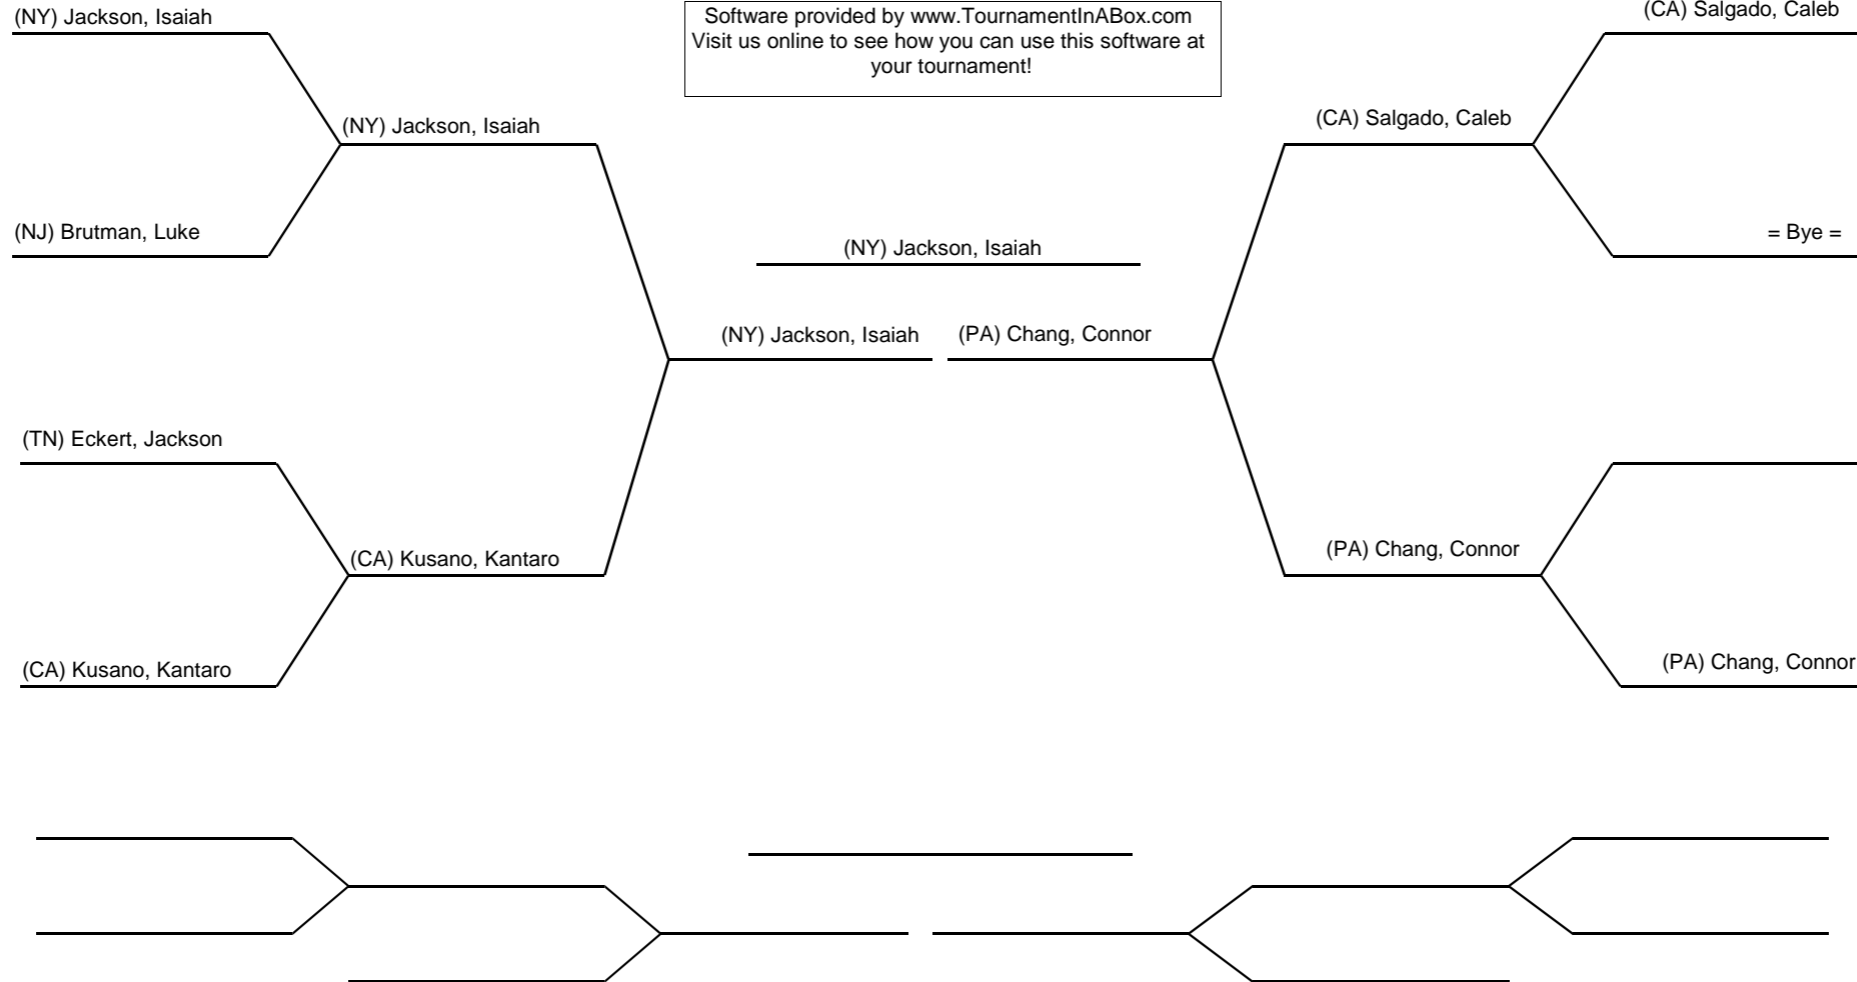 (NY) Jackson, Isaiah
Software provided by www.TournamentInABox.com
Visit us online to see how you can use this software at
your tournament!
(CA) Salgado, Caleb
(NY) Jackson, Isaiah
(CA) Salgado, Caleb
(NJ) Brutman, Luke
(NY) Jackson, Isaiah
= Bye =
(NY) Jackson, Isaiah
(PA) Chang, Connor
(TN) Eckert, Jackson
(CA) Kusano, Kantaro
(PA) Chang, Connor
(CA) Kusano, Kantaro
(PA) Chang, Connor